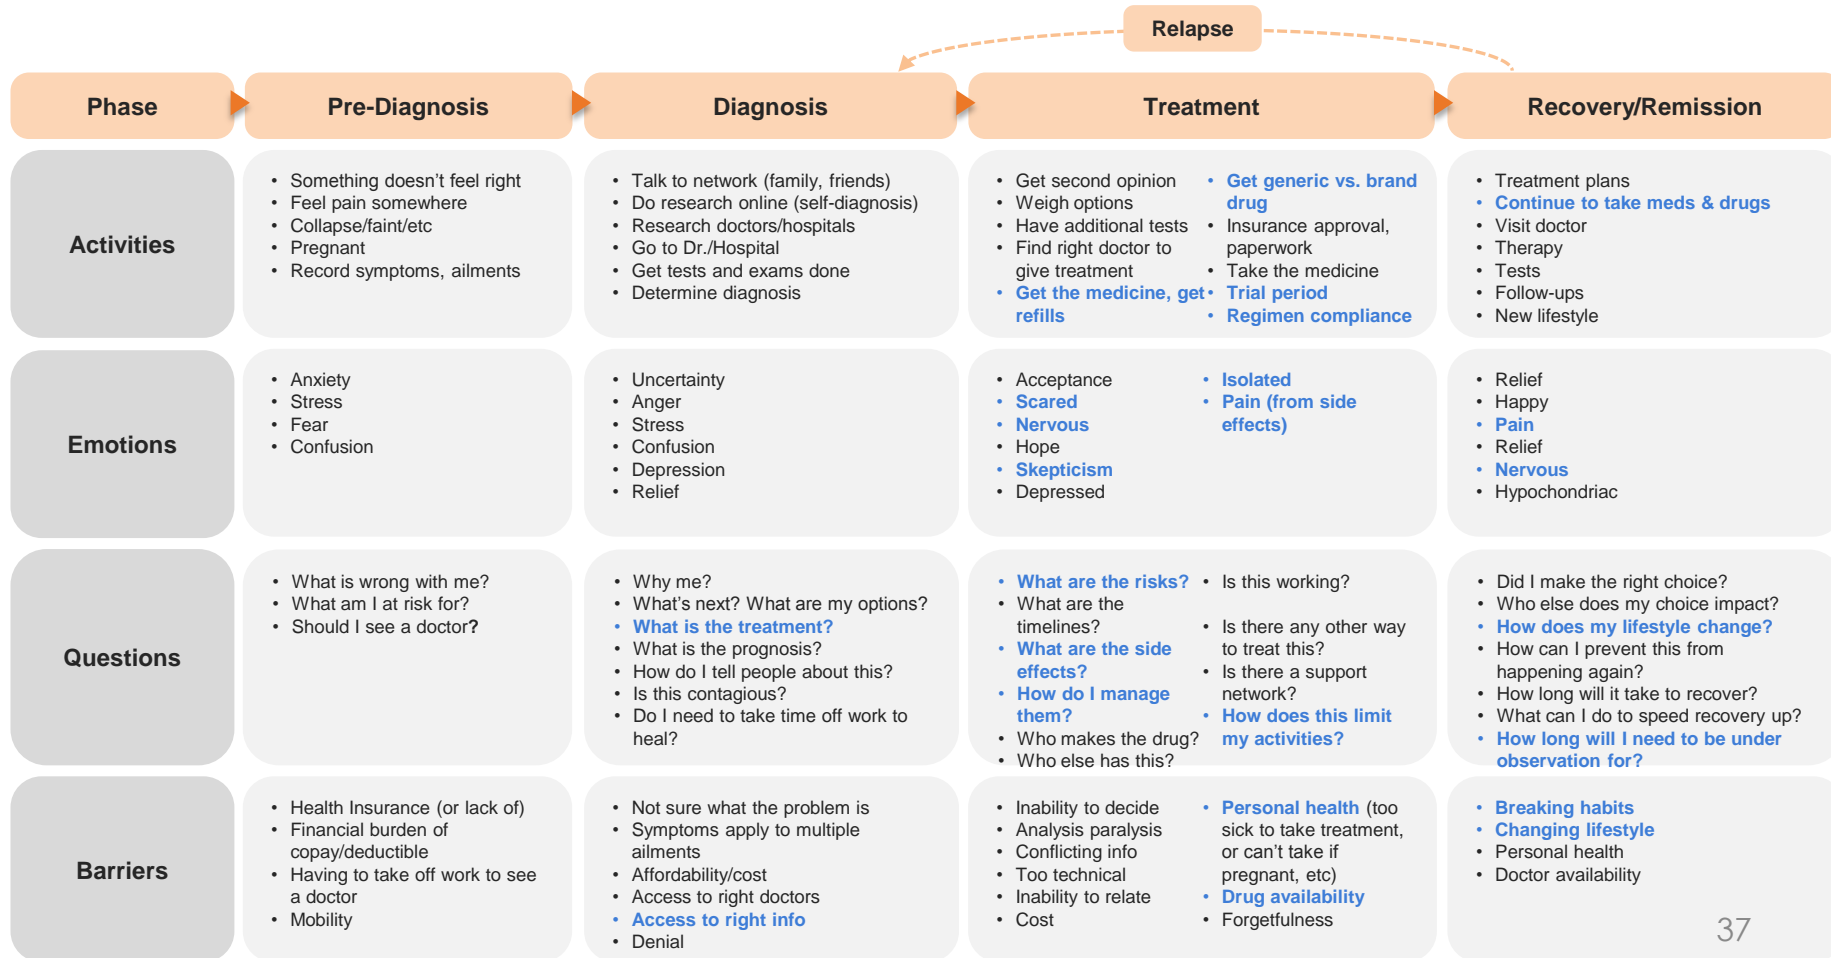 Relapse
Phase
Pre-Diagnosis
Diagnosis
Treatment
Recovery/Remission
Activities
• Something doesn’t feel right
• Feel pain somewhere
• Collapse/faint/etc
• Pregnant
• Record symptoms, ailments
• Talk to network (family, friends)
• Do research online (self-diagnosis)
• Research doctors/hospitals
• Go to Dr./Hospital
• Get tests and exams done
• Determine diagnosis
• Get second opinion
• Weigh options
• Have additional tests
• Find right doctor to
give treatment
• Get the medicine, get
refills
• Get generic vs. brand
drug
• Insurance approval,
paperwork
• Take the medicine
• Trial period
• Regimen compliance
• Treatment plans
• Continue to take meds & drugs
• Visit doctor
• Therapy
• Tests
• Follow-ups
• New lifestyle
Emotions
• Anxiety
• Stress
• Fear
• Confusion
• Uncertainty
• Anger
• Stress
• Confusion
• Depression
• Relief
• Acceptance
• Scared
• Nervous
• Hope
• Skepticism
• Depressed
• Isolated
• Pain (from side
effects)
• Relief
• Happy
• Pain
• Relief
• Nervous
• Hypochondriac
Questions
• What is wrong with me?
• What am I at risk for?
• Should I see a doctor?
• Why me?
• What’s next? What are my options?
• What is the treatment?
• What is the prognosis?
• How do I tell people about this?
• Is this contagious?
• Do I need to take time off work to
heal?
• What are the risks?
• What are the
timelines?
• What are the side
effects?
• How do I manage
them?
• Who makes the drug?
• Who else has this?
• Is this working?
• Is there any other way
to treat this?
• Is there a support
network?
• How does this limit
my activities?
• Did I make the right choice?
• Who else does my choice impact?
• How does my lifestyle change?
• How can I prevent this from
happening again?
• How long will it take to recover?
• What can I do to speed recovery up?
• How long will I need to be under
observation for?
Barriers
• Health Insurance (or lack of)
• Financial burden of
copay/deductible
• Having to take off work to see
a doctor
• Mobility
• Not sure what the problem is
• Symptoms apply to multiple
ailments
• Affordability/cost
• Access to right doctors
• Access to right info
• Denial
• Inability to decide
• Analysis paralysis
• Conflicting info
• Too technical
• Inability to relate
• Cost
• Personal health (too
sick to take treatment,
or can’t take if
pregnant, etc)
• Drug availability
• Forgetfulness
• Breaking habits
• Changing lifestyle
• Personal health
• Doctor availability
37